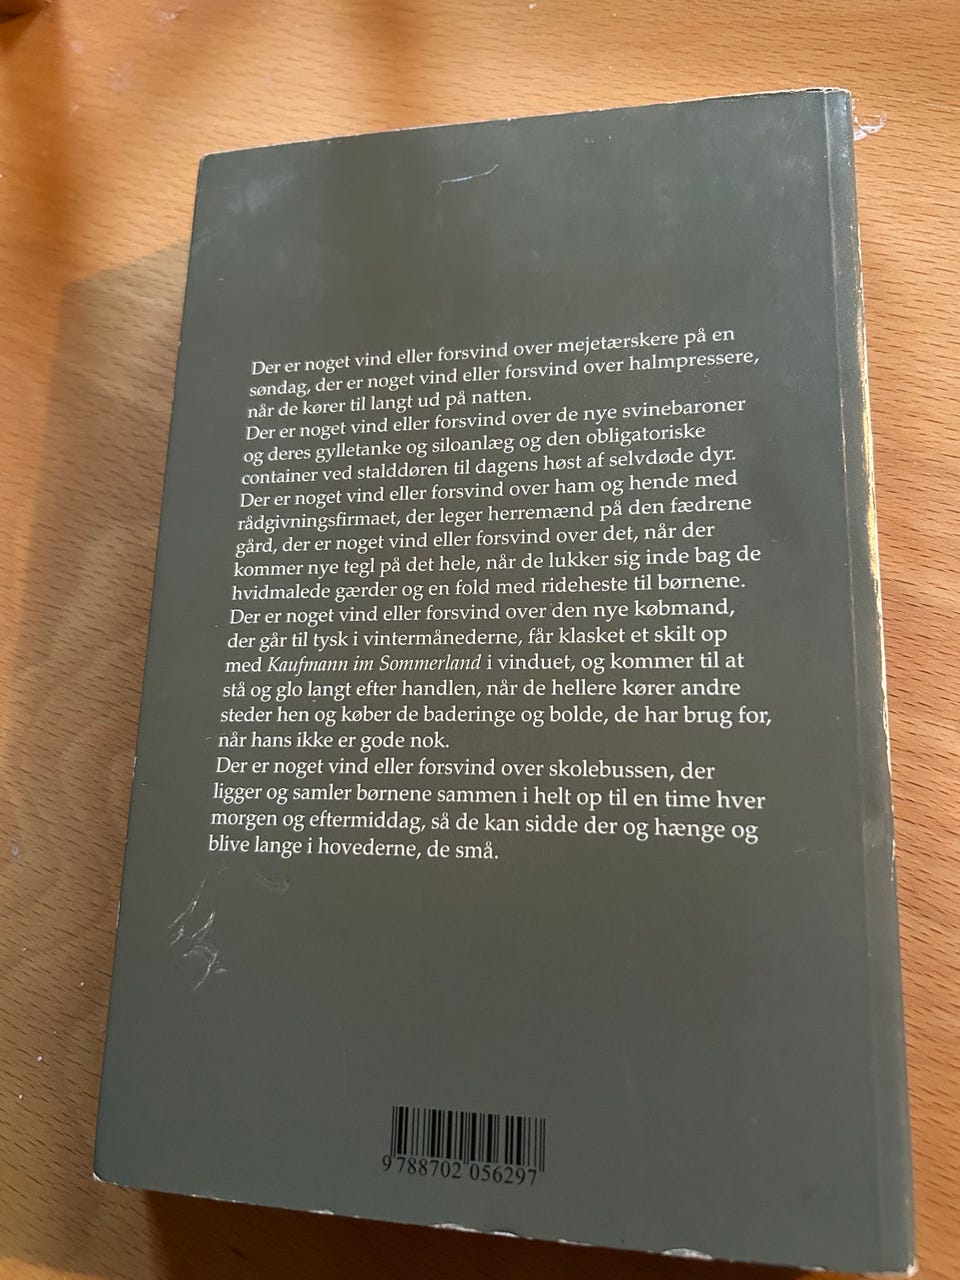 Der er noget vind eller forsvind over mejetærskere på en
søndag, der er noget vind eller forsvind over halmpressere,
når de kører til langt ud på natten.
Der er noget vind eller forsvind over de nye svinebaroner
og deres gylletanke og siloanlæg og den obligatoriske
container ved stalddøren til dagens høst af selvdøde dyr.
Der er noget vind eller forsvind over ham og hende med
rådgivningsfirmaet, der leger herremænd på den fædrene
gård, der er noget vind eller forsvind over det, når der
kommer nye tegl på det hele, når de lukker sig inde bag de
hvidmalede gærder og en fold med rideheste til børnene.
Der er noget vind eller forsvind over den nye købmand,
der går til tysk i vintermånederne, får klasket et skilt op
med Kaufmann im Sommerland i vinduet, og kommer til at
stå og glo langt efter handlen, når de hellere kører andre
steder hen og køber de baderinge og bolde, de har brug for,
når hans ikke er gode nok.
Der er noget vind eller forsvind over skolebussen, der
ligger og samler børnene sammen i helt op til en time hver
morgen og eftermiddag, så de kan sidde der og hænge og
blive lange i hovederne, de små.
9 788702 056297